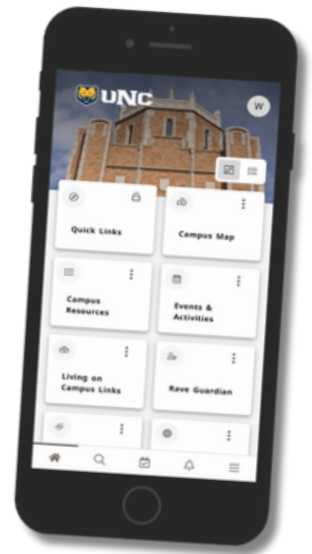 UNC
W
Quick Links
Campus Map
Campus
Resources
Events &
Activities
Living on
Campus Links
Rave Guardian